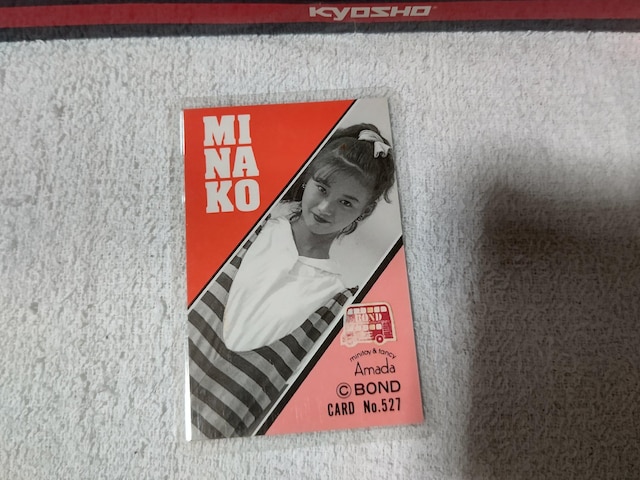 KYOSHO
MI
NA
KO
BOND
minitoy & fancy
Amada
© BOND
CARD No.527